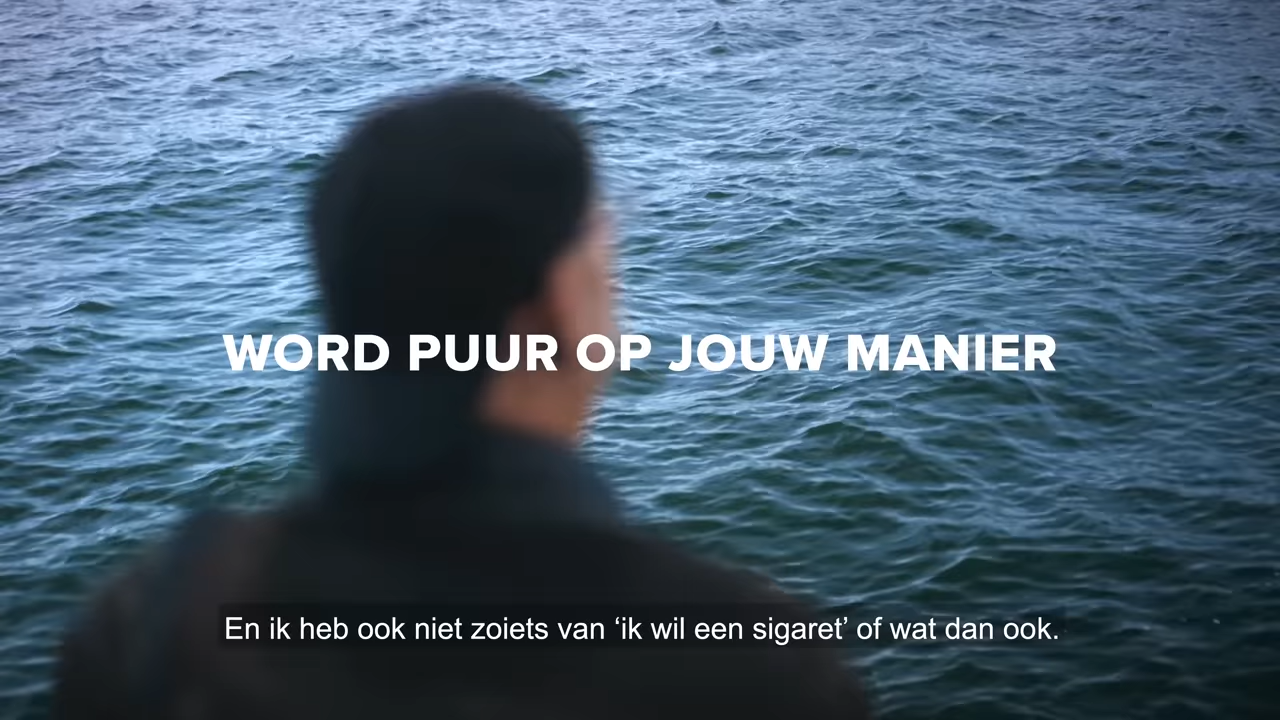 WORD PUUR OP JOUW MANIER
En ik heb ook niet zoiets van ‘ik wil een sigaret’ of wat dan ook.